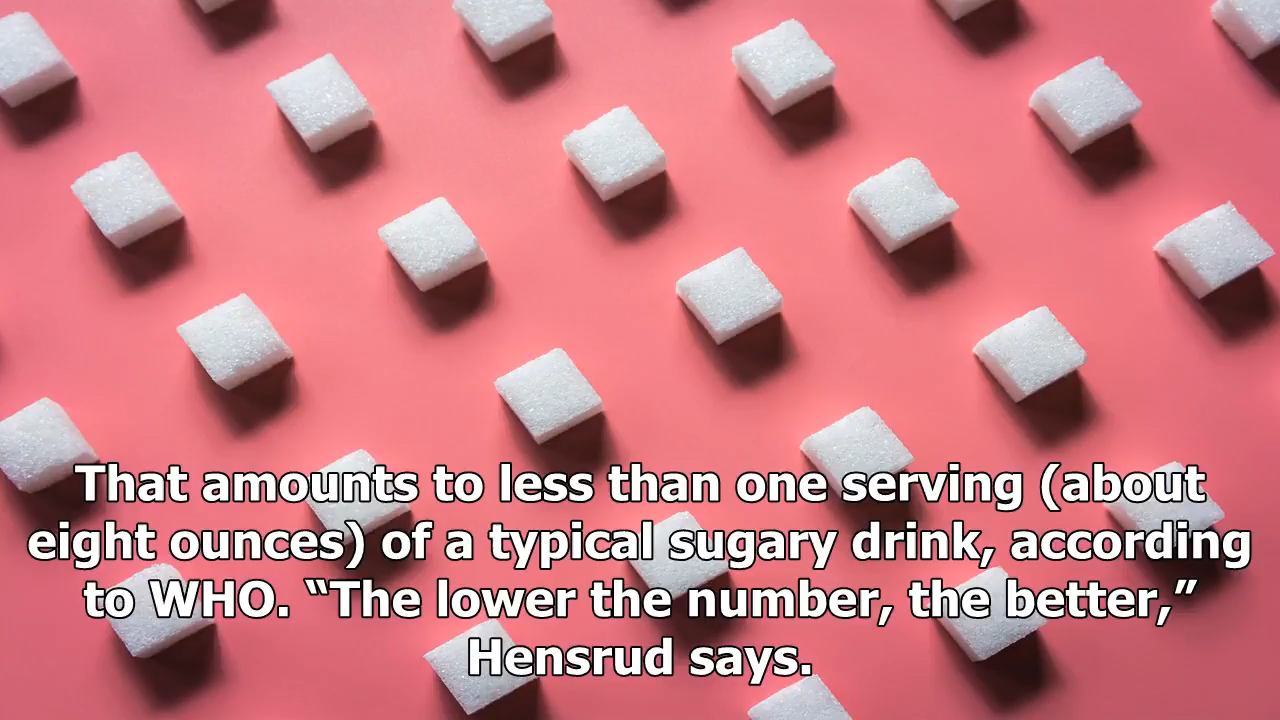 That amounts to less than one serving (about
eight ounces) of a typical sugary drink, according
to WHO. “The lower the number, the better,”
Hensrud says.